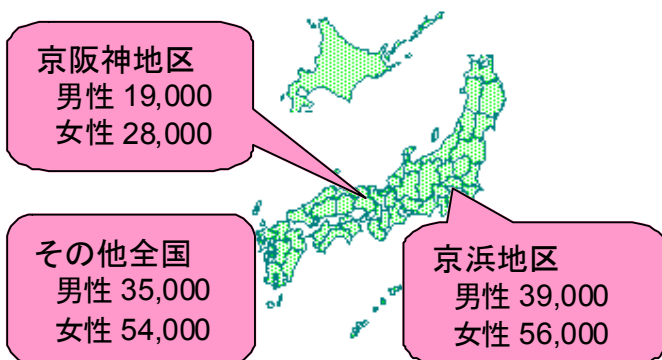 京阪神地区
男性 19,000
女性 28,000
その他全国
男性 35,000
女性 54,000
京浜地区
男性 39,000
女性 56,000